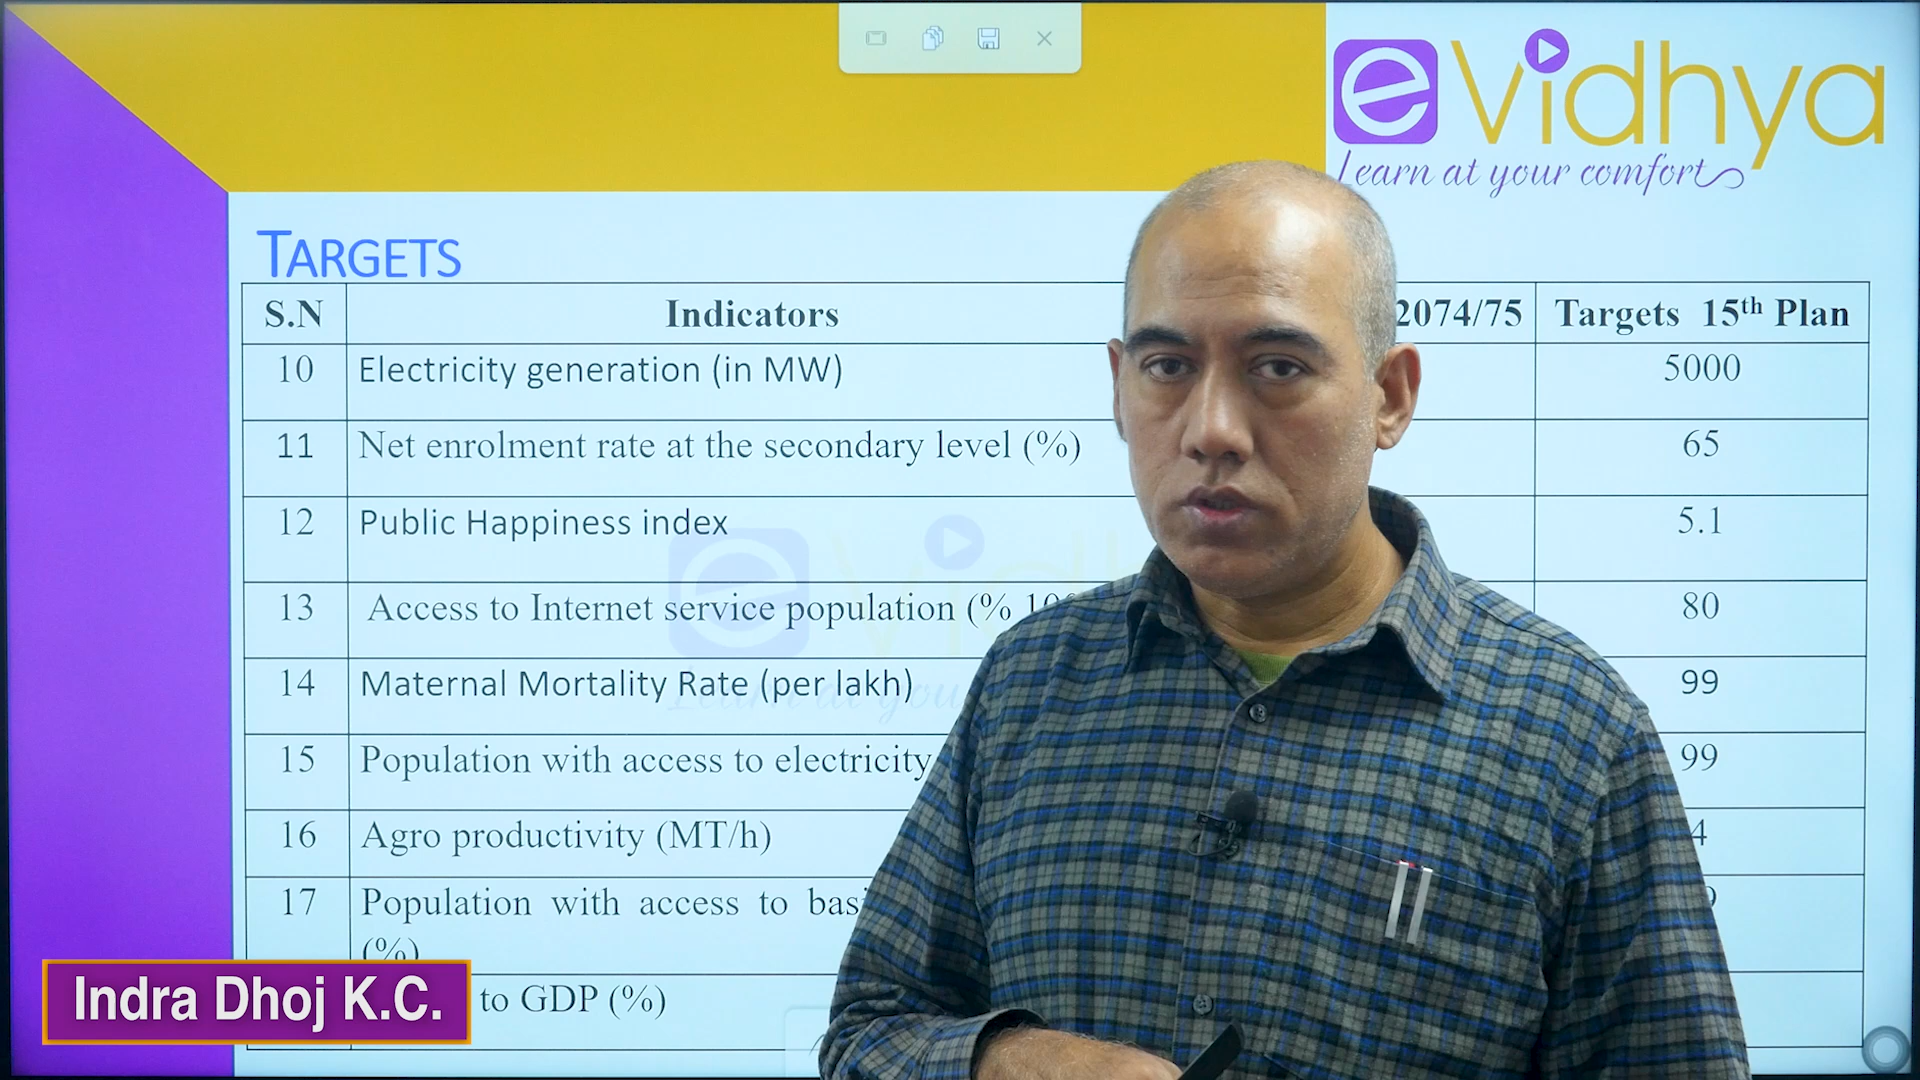 eVidhya
Learn at your comfort
TARGETS
S.N Indicators 2074/75 Targets 15th Plan
10 Electricity generation (in MW) 5000
11 Net enrolment rate at the secondary level (%) 65
12 Public Happiness index 5.1
13 Access to Internet service population (% 80
14 Maternal Mortality Rate (per lakh) 99
15 Population with access to electricity 99
16 Agro productivity (MT/h) 4
17 Population with access to
(%)
to GDP (%)
Indra Dhoj K.C.